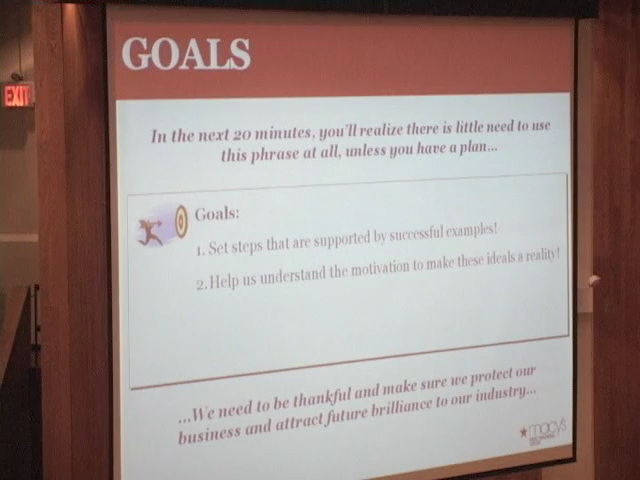 GOALS
EXIT
In the next 20 minutes, you'll realize there is little need to use
this phrase at all, unless you have a plan...
Goals:
1. Set steps that are supported by successful examples!
2. Help us understand the motivation to make these ideals a reality!
...We need to be thankful and make sure we protect our
business and attract future brilliance to our industry...
macy's